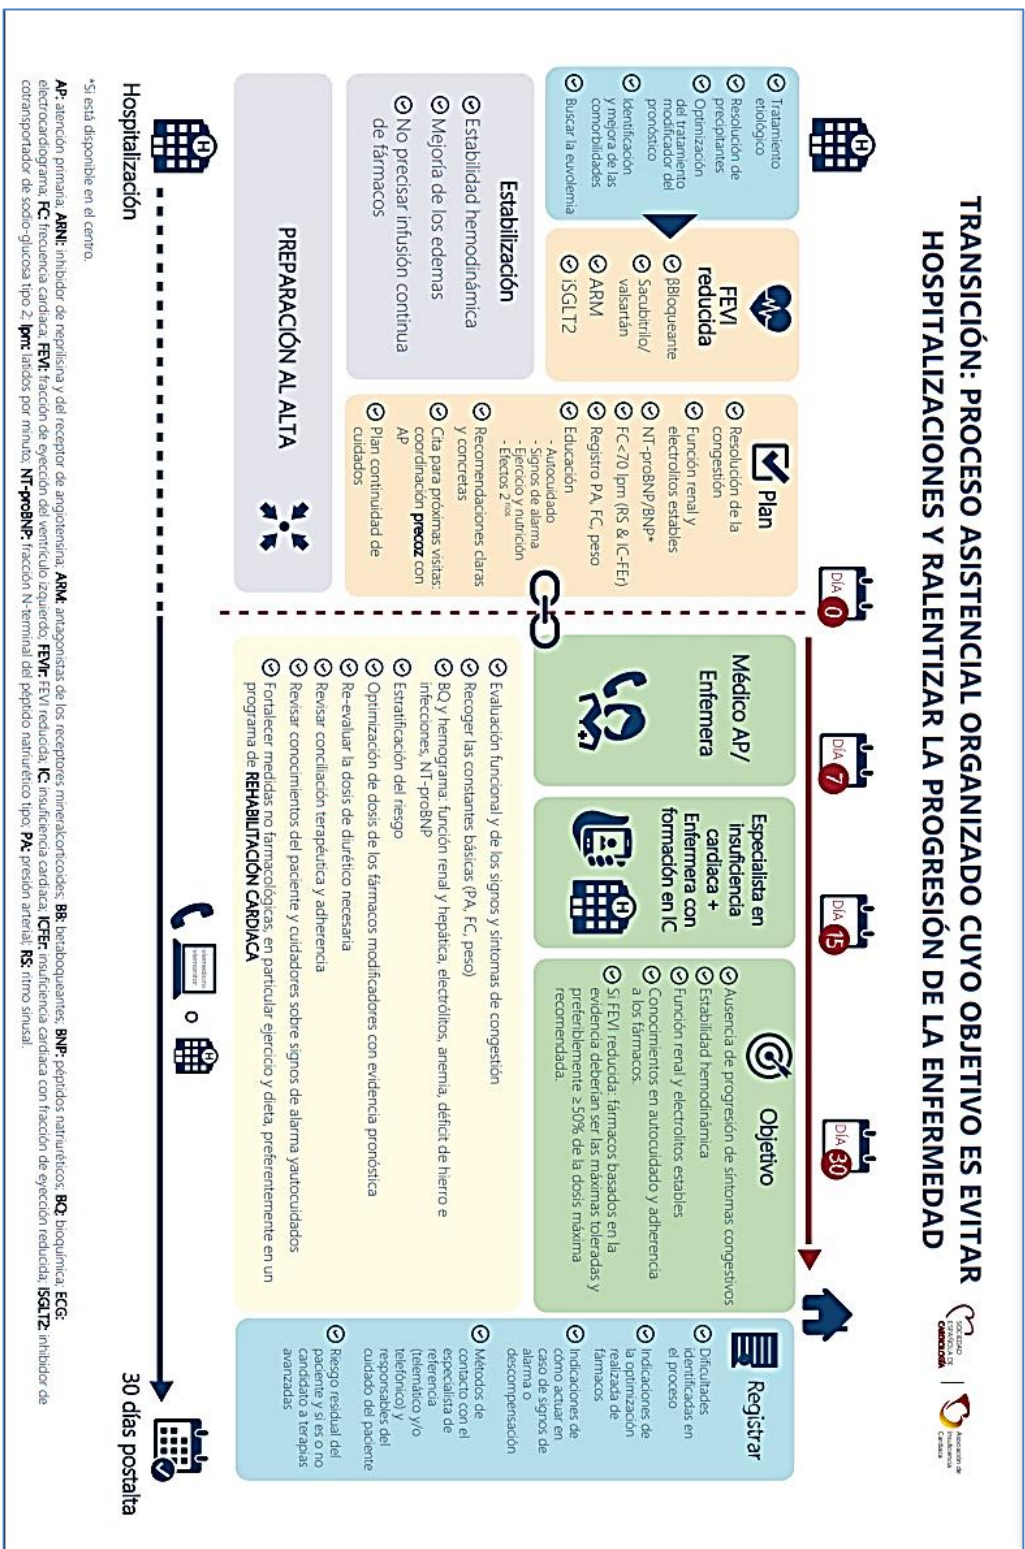 TRANSICIÓN: PROCESO ASISTENCIAL ORGANIZADO CUYO OBJETIVO ES EVITAR
HOSPITALIZACIONES Y RALENTIZAR LA PROGRESIÓN DE LA ENFERMEDAD
SOCIEDAD
ESPAÑOLA DE
CARDIOLOGÍA
Asociación de
Insuficiencia
Cardiaca
H
Tratamiento
etiológico
Resolución de
precipitantes
Optimización
del tratamiento
modificador del
pronóstico
Identificación
y mejora de las
comorbilidades
Buscar la euvolemia
FEVI
reducida
βBloqueante
Sacubitrilo/
valsartán
ARM
iSGLT2
Estabilización
Estabilidad hemodinámica
Mejoría de los edemas
No precisar infusión continua
de fármacos
Plan
Resolución de la
congestión
Función renal y
electrolitos estables
NT-proBNP/BNP*
FC<70 lpm (RS & IC-FEr)
Registro PA, FC, peso
Educación
- Autocuidado
- Signos de alarma
- Ejercicio y nutrición
- Efectos 2rios
Recomendaciones claras
y concretas
Cita para próximas visitas:
coordinación precoz con
AP
Plan continuidad de
cuidados
PREPARACIÓN AL ALTA
DÍA 0
DÍA 7
DÍA 15
DÍA 30
Médico AP/
Enfermera
Especialista en
insuficiencia
cardiaca +
Enfermera con
formación en IC
H
Objetivo
Ausencia de progresión de síntomas congestivos
Estabilidad hemodinámica
Función renal y electrolitos estables
Conocimientos en autocuidado y adherencia
a los fármacos.
Si FEVI reducida: fármacos basados en la
evidencia deberían ser las máximas toleradas y
preferiblemente ≥50% de la dosis máxima
recomendada.
Evaluación funcional y de los signos y síntomas de congestión
Recoger las constantes básicas (PA, FC, peso)
BQ y hemograma: función renal y hepática, electrólitos, anemia, déficit de hierro e
infecciones, NT-proBNP
Estratificación del riesgo
Optimización de dosis de los fármacos modificadores con evidencia pronóstica
Re-evaluar la dosis de diurético necesaria
Revisar conciliación terapéutica y adherencia
Revisar conocimientos del paciente y cuidadores sobre signos de alarma yautocuidados
Fortalecer medidas no farmacológicas, en particular ejercicio y dieta, preferentemente en un
programa de REHABILITACIÓN CARDIACA
Registrar
Dificultades
identificadas en
el proceso
Indicaciones de
la optimización
realizada de
fármacos
Indicaciones de
cómo actuar en
caso de signos de
alarma o
descompensación
Métodos de
contacto con el
especialista de
referencia
(telemático y/o
telefónico) y
responsables del
cuidado del paciente
Riesgo residual del
paciente y si es o no
candidato a terapias
avanzadas
H
o
H
Hospitalización
30 días postalta
*Si está disponible en el centro.
AP: atención primaria; ARNI: inhibidor de neprilisina y del receptor de angiotensina; ARM: antagonistas de los receptores mineralcorticoides; BB: betaboqueantes; BNP: péptidos natriuréticos; BQ: bioquímica; ECG:
electrocardiograma; FC: frecuencia cardiaca; FEVI: fracción de eyección del ventrículo izquierdo; FEVIr: FEVI reducida; IC: insuficiencia cardiaca; ICFEr: insuficiencia cardiaca con fracción de eyección reducida; iSGLT2: inhibidor de
cotransportador de sodio-glucosa tipo 2; lpm: latidos por minuto; NT-proBNP: fracción N-terminal del péptido natriurético tipo; PA: presión arterial; RS: ritmo sinusal.